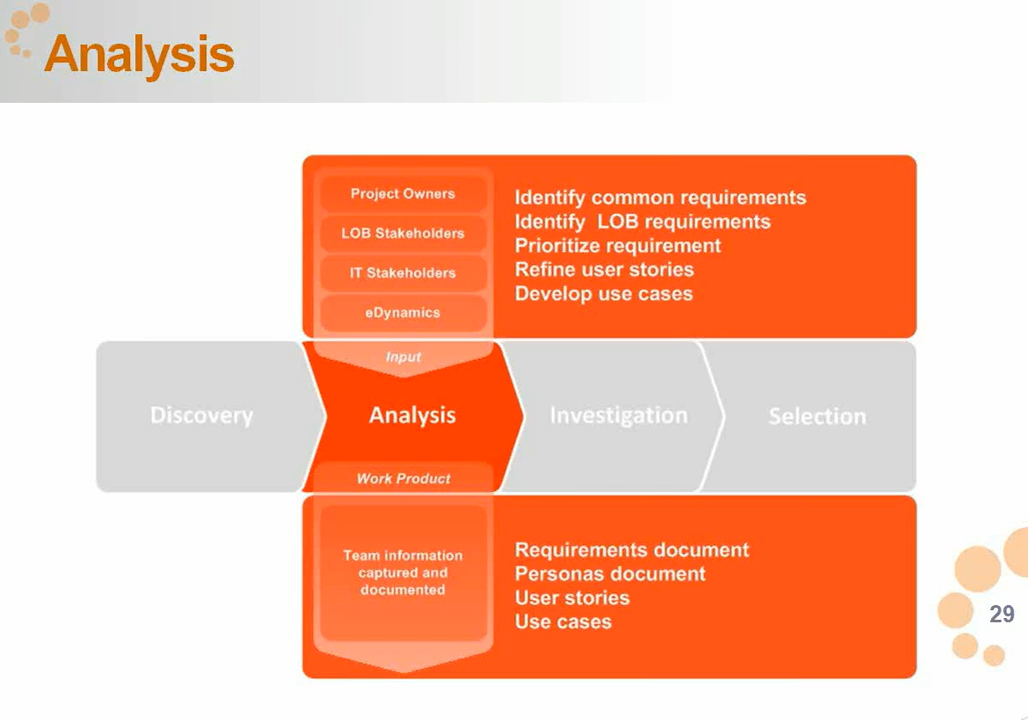 Analysis
Project Owners
LOB Stakeholders
IT Stakeholders
eDynamics
Identify common requirements
Identify LOB requirements
Prioritize requirement
Refine user stories
Develop use cases
Input
Discovery
Analysis
Investigation
Selection
Work Product
Team information
captured and
documented
Requirements document
Personas document
User stories
Use cases
29